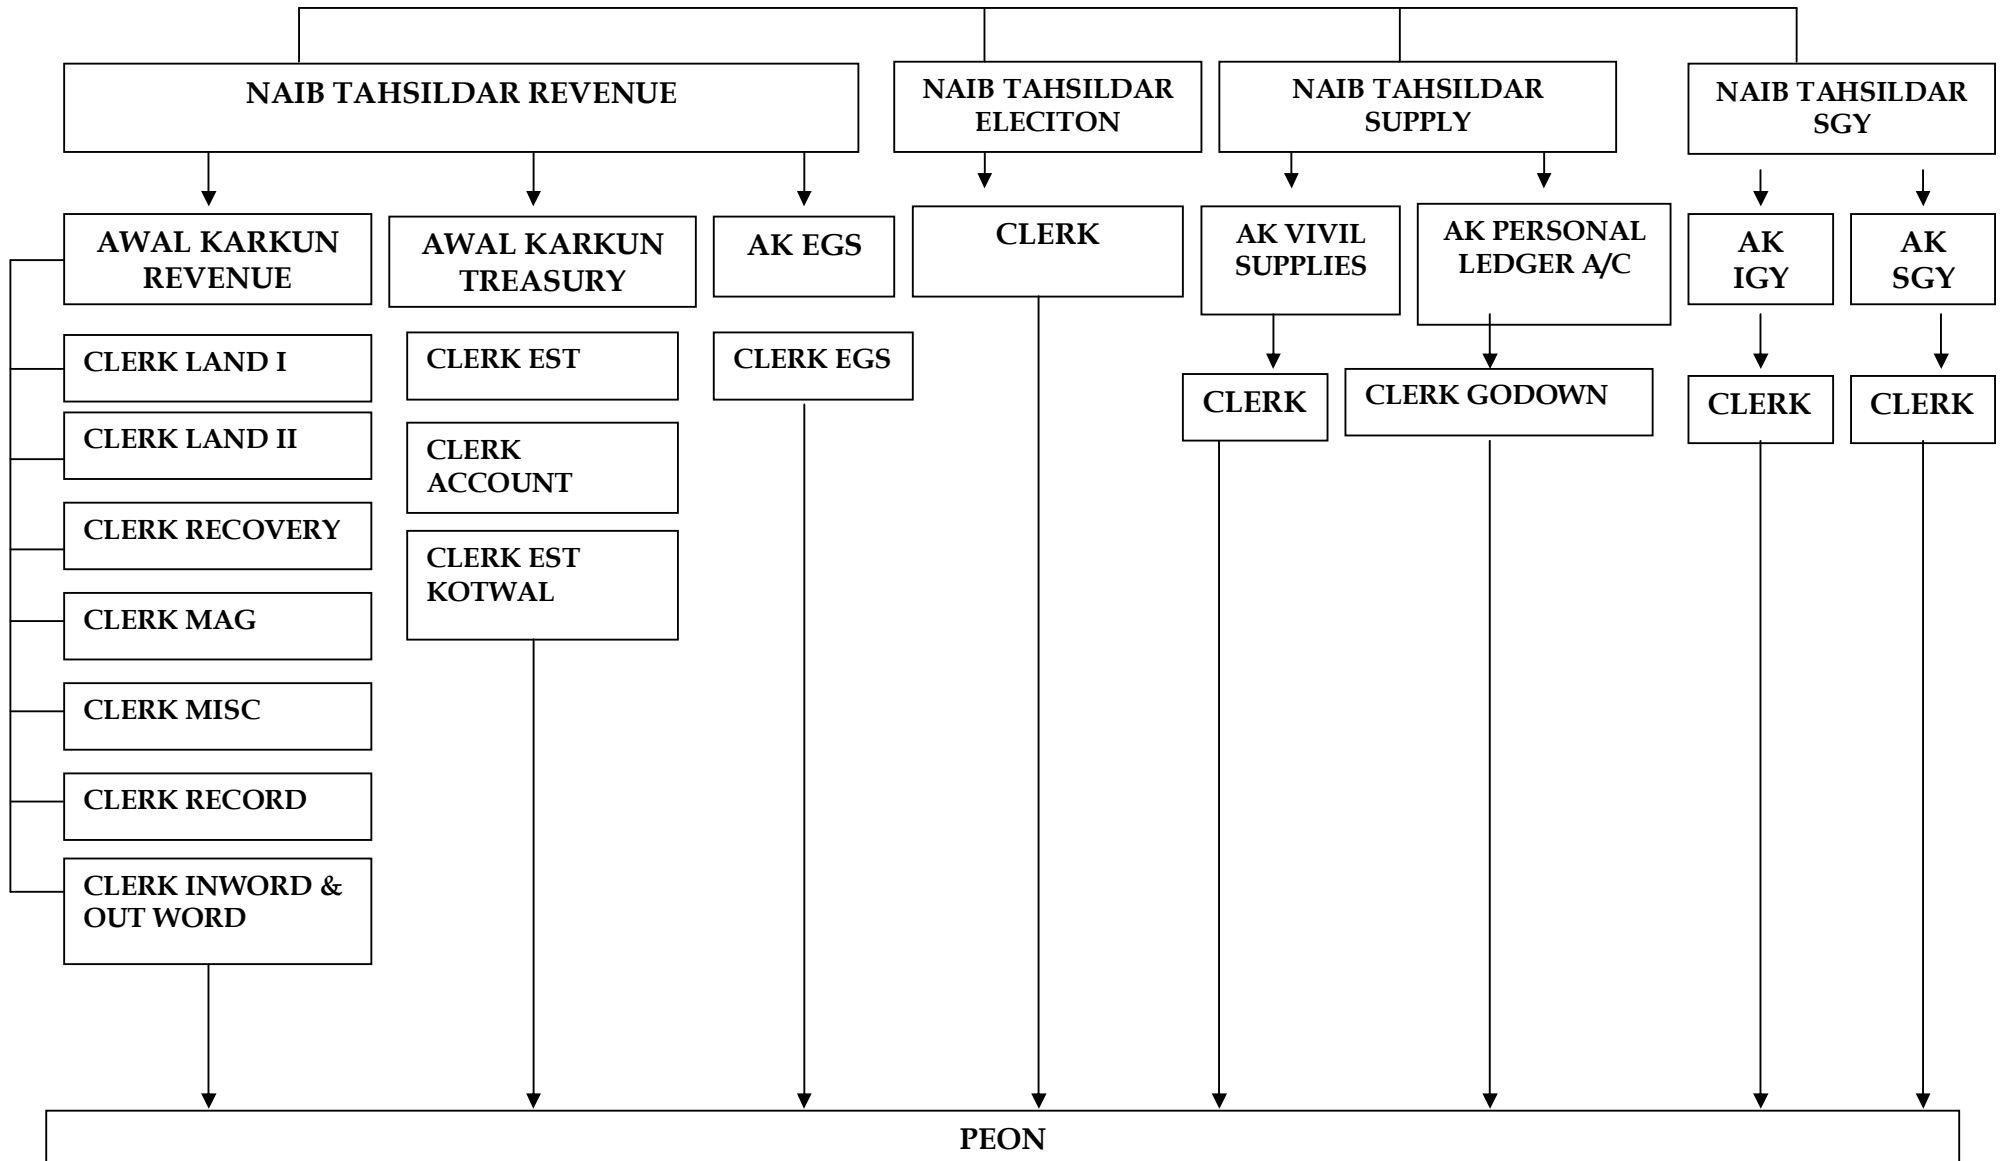 NAIB TAHSILDAR REVENUE
NAIB TAHSILDAR
ELECITON
NAIB TAHSILDAR
SUPPLY
NAIB TAHSILDAR
SGY
AWAL KARKUN
REVENUE
AWAL KARKUN
TREASURY
AK EGS
CLERK
AK VIVIL
SUPPLIES
AK PERSONAL
LEDGER A/C
AK
IGY
AK
SGY
CLERK LAND I
CLERK LAND II
CLERK RECOVERY
CLERK MAG
CLERK MISC
CLERK RECORD
CLERK INWORD &
OUT WORD
CLERK EST
CLERK
ACCOUNT
CLERK EST
KOTWAL
CLERK EGS
CLERK
CLERK GODOWN
CLERK
CLERK
PEON